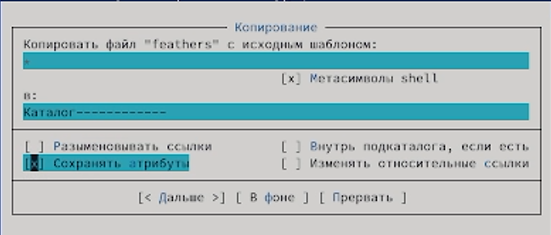 Копирование
Копировать файл "feathers" с исходным шаблоном:
*
[x] Метасимволы shell
в:
Каталог------------
[ ] Разыменовывать ссылки [ ] Внутрь подкаталога, если есть
[x] Сохранять атрибуты [ ] Изменять относительные ссылки
[< Дальше >] [ В фоне ] [ Прервать ]